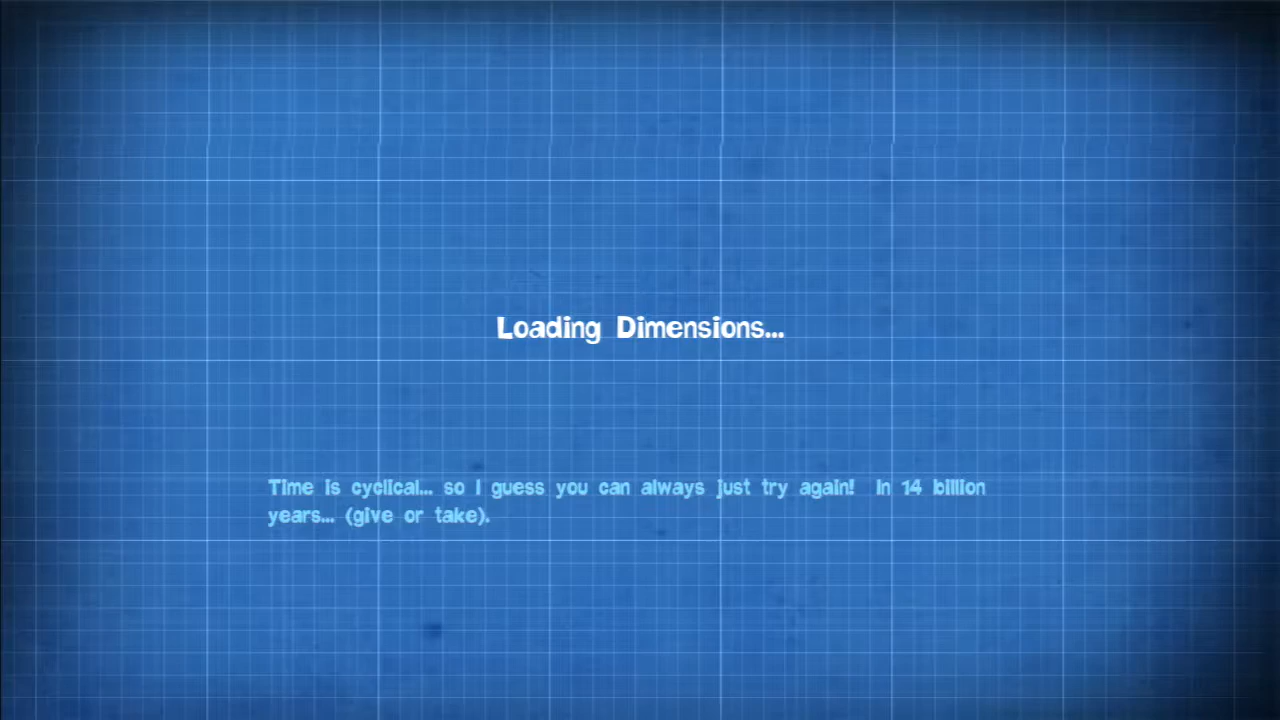 Loading Dimensions...
Time is cyclical... so I guess you can always just try again!  In 14 billion
years... (give or take).